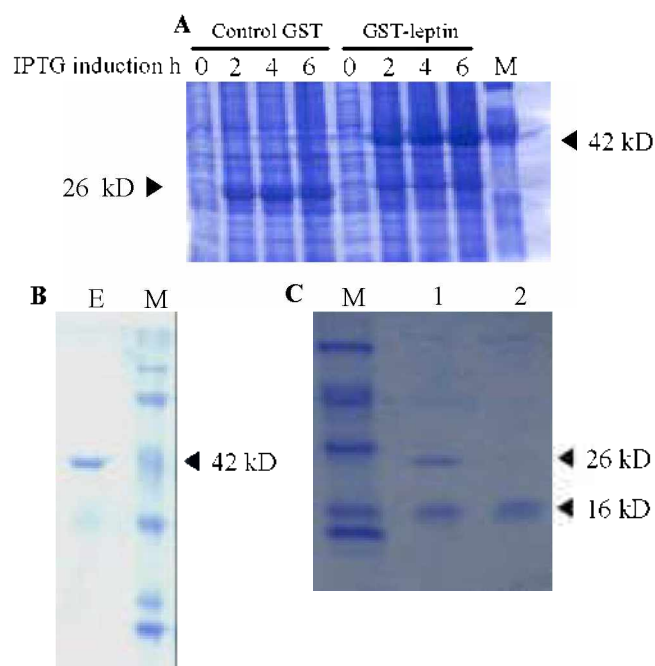 A
Control GST GST-leptin
IPTG induction h 0 2 4 6 0 2 4 6 M
◄ 42 kD
26 kD ►
B E M
◄ 42 kD
C M 1 2
◄ 26 kD
◄ 16 kD